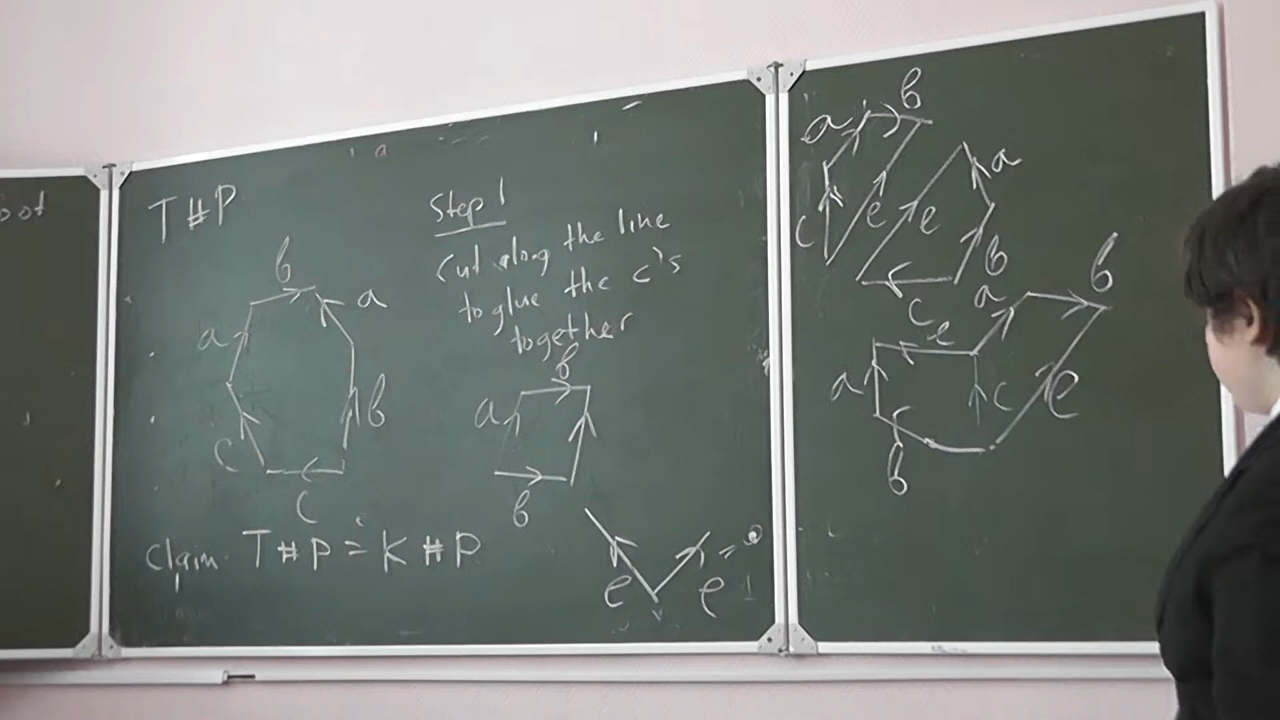 T#P
Step 1
Cut along the line
to glue the c's
together
b
a
a
b
c
c
b
a
b
Claim. T#P = K#P
e
e
a
b
c
e
e
a
b
c
e
a
b
a
c
e
b